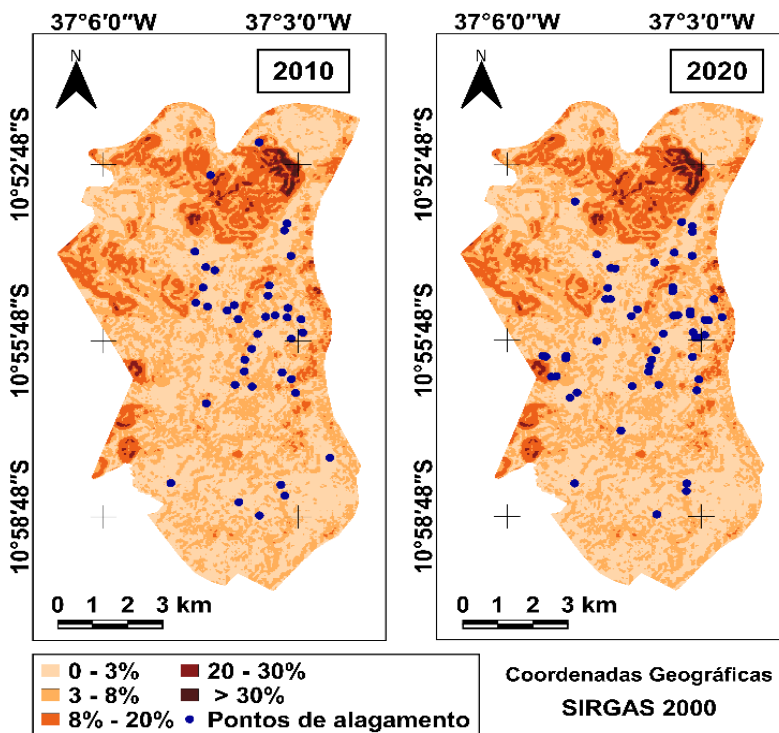 37°6'0"W 37°3'0"W 37°6'0"W 37°3'0"W
N 2010 N 2020
10°52'48"S 10°52'48"S
10°55'48"S 10°55'48"S
10°58'48"S 10°58'48"S
0 1 2 3 km 0 1 2 3 km
0 - 3% 20 - 30%
3 - 8% > 30%
8% - 20% Pontos de alagamento
Coordenadas Geográficas
SIRGAS 2000